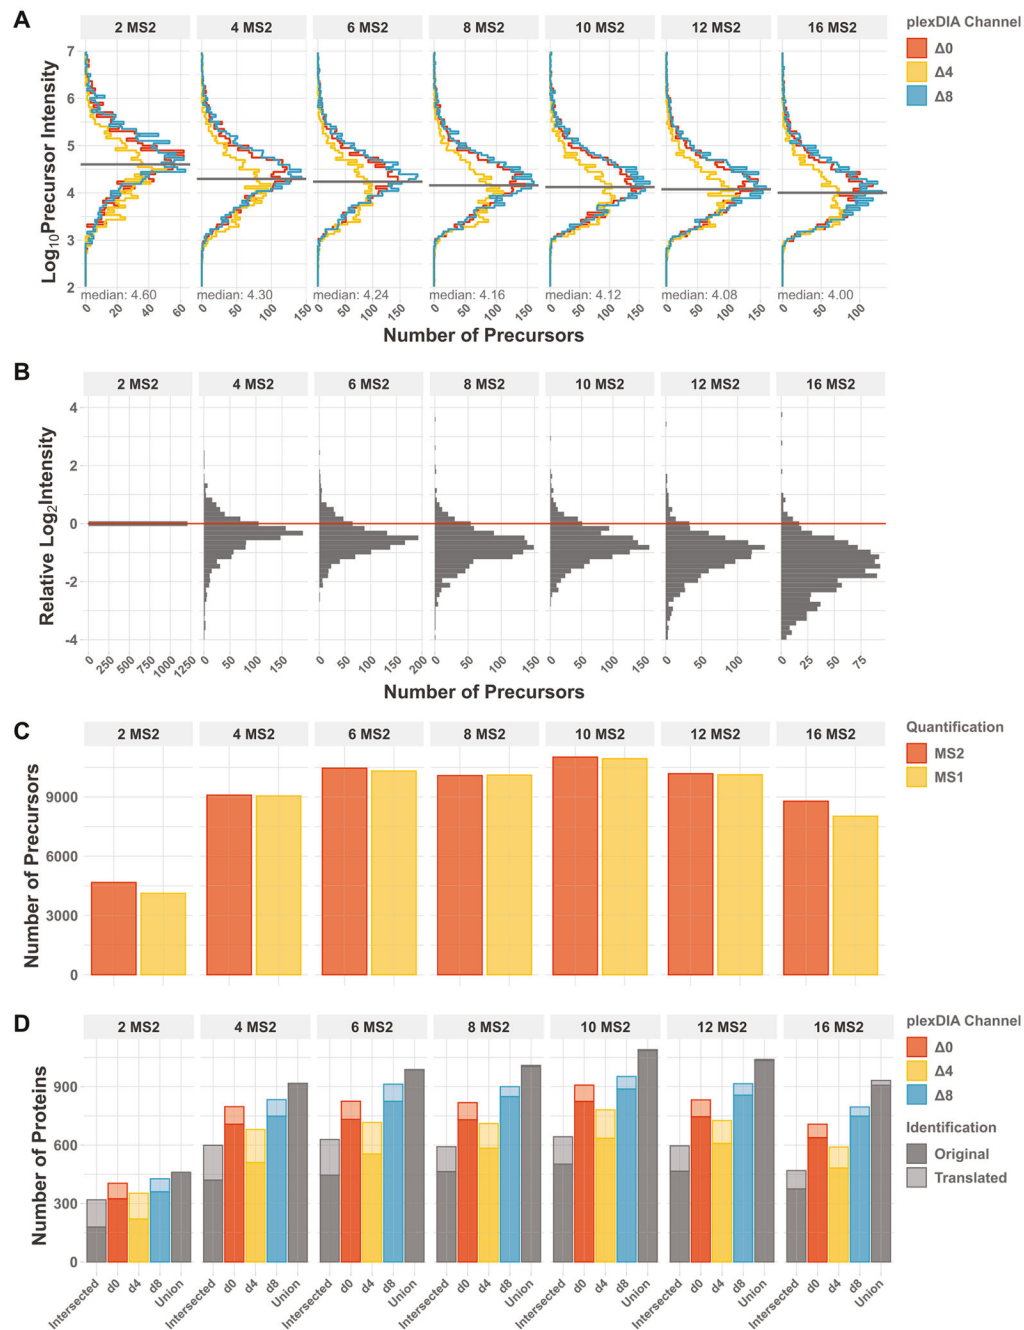 A
2 MS2 4 MS2 6 MS2 8 MS2 10 MS2 12 MS2 16 MS2
plexDIA Channel
Δ0
Δ4
Δ8
Log10Precursor Intensity
7
6
5
4
3
2
median: 4.60 median: 4.30 median: 4.24 median: 4.16 median: 4.12 median: 4.08 median: 4.00
0 20 40 60 0 50 100 150 0 50 100 150 0 50 100 150 0 50 100 150 0 50 100 150 0 50 100
Number of Precursors
B
2 MS2 4 MS2 6 MS2 8 MS2 10 MS2 12 MS2 16 MS2
Relative Log2Intensity
4
2
0
-2
-4
0 250 500 750 1000 1250 0 50 100 150 0 50 100 150 200 0 50 100 150 0 50 100 150 0 50 100 0 25 50 75
Number of Precursors
C
2 MS2 4 MS2 6 MS2 8 MS2 10 MS2 12 MS2 16 MS2
Quantification
MS2
MS1
Number of Precursors
9000
6000
3000
0
D
2 MS2 4 MS2 6 MS2 8 MS2 10 MS2 12 MS2 16 MS2
plexDIA Channel
Δ0
Δ4
Δ8
Identification
Original
Translated
Number of Proteins
900
600
300
0
Intersected d0 d4 d8 Union Intersected d0 d4 d8 Union Intersected d0 d4 d8 Union Intersected d0 d4 d8 Union Intersected d0 d4 d8 Union Intersected d0 d4 d8 Union Intersected d0 d4 d8 Union